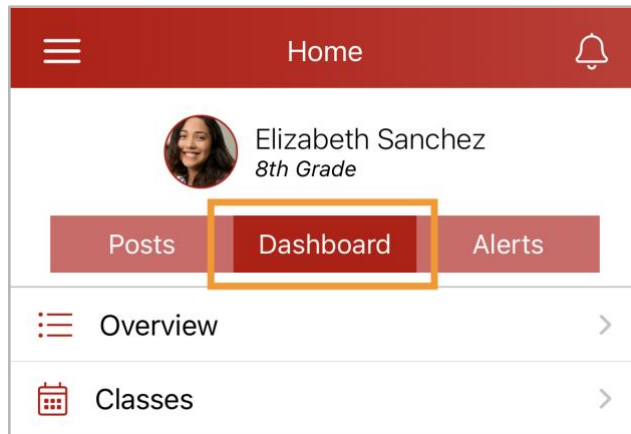 Home
Elizabeth Sanchez
8th Grade
Posts Dashboard Alerts
Overview
Classes